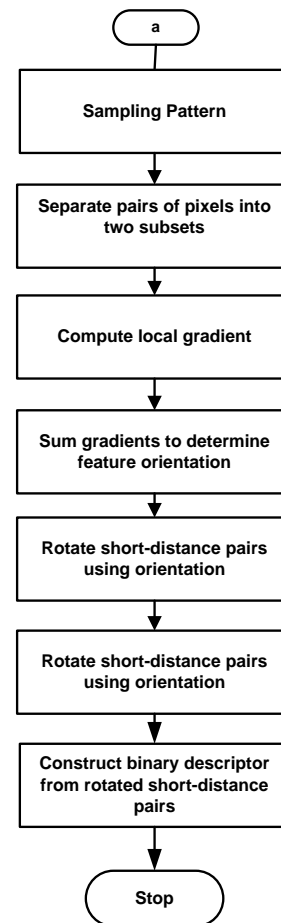 a
Sampling Pattern
Separate pairs of pixels into
two subsets
Compute local gradient
Sum gradients to determine
feature orientation
Rotate short-distance pairs
using orientation
Rotate short-distance pairs
using orientation
Construct binary descriptor
from rotated short-distance
pairs
Stop